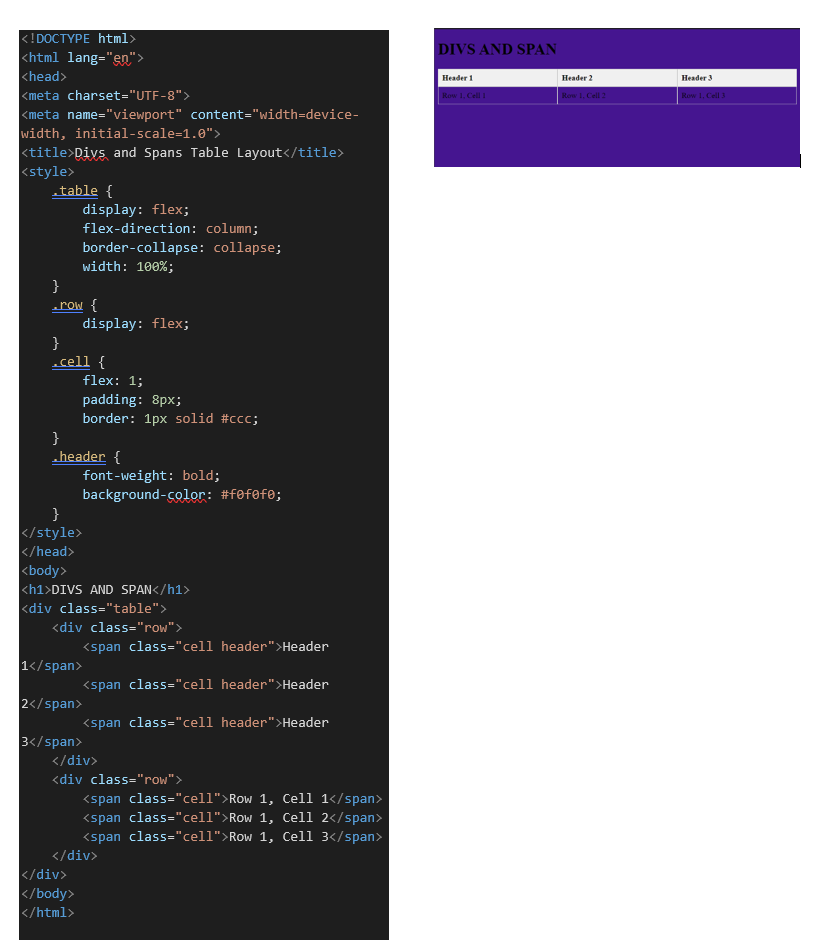 <!DOCTYPE html>
<html lang="en">
<head>
<meta charset="UTF-8">
<meta name="viewport" content="width=device-
width, initial-scale=1.0">
<title>Divs and Spans Table Layout</title>
<style>
    .table {
        display: flex;
        flex-direction: column;
        border-collapse: collapse;
        width: 100%;
    }
    .row {
        display: flex;
    }
    .cell {
        flex: 1;
        padding: 8px;
        border: 1px solid #ccc;
    }
    .header {
        font-weight: bold;
        background-color: #f0f0f0;
    }
</style>
</head>
<body>
<h1>DIVS AND SPAN</h1>
<div class="table">
    <div class="row">
        <span class="cell header">Header
1</span>
        <span class="cell header">Header
2</span>
        <span class="cell header">Header
3</span>
    </div>
    <div class="row">
        <span class="cell">Row 1, Cell 1</span>
        <span class="cell">Row 1, Cell 2</span>
        <span class="cell">Row 1, Cell 3</span>
    </div>
</div>
</body>
</html>
DIVS AND SPAN
Header 1 Header 2 Header 3
Row 1, Cell 1 Row 1, Cell 2 Row 1, Cell 3